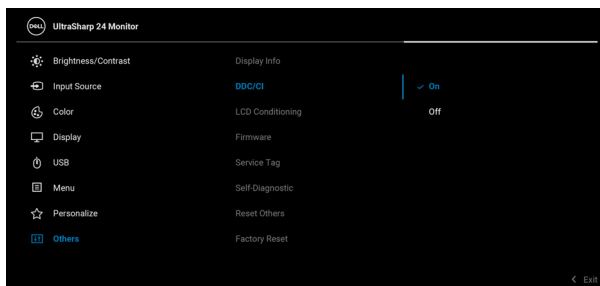 DELL UltraSharp 24 Monitor
Brightness/Contrast Display Info
Input Source DDC/CI On
Color LCD Conditioning Off
Display Firmware
USB Service Tag
Menu Self-Diagnostic
Personalize Reset Others
Others Factory Reset
Exit